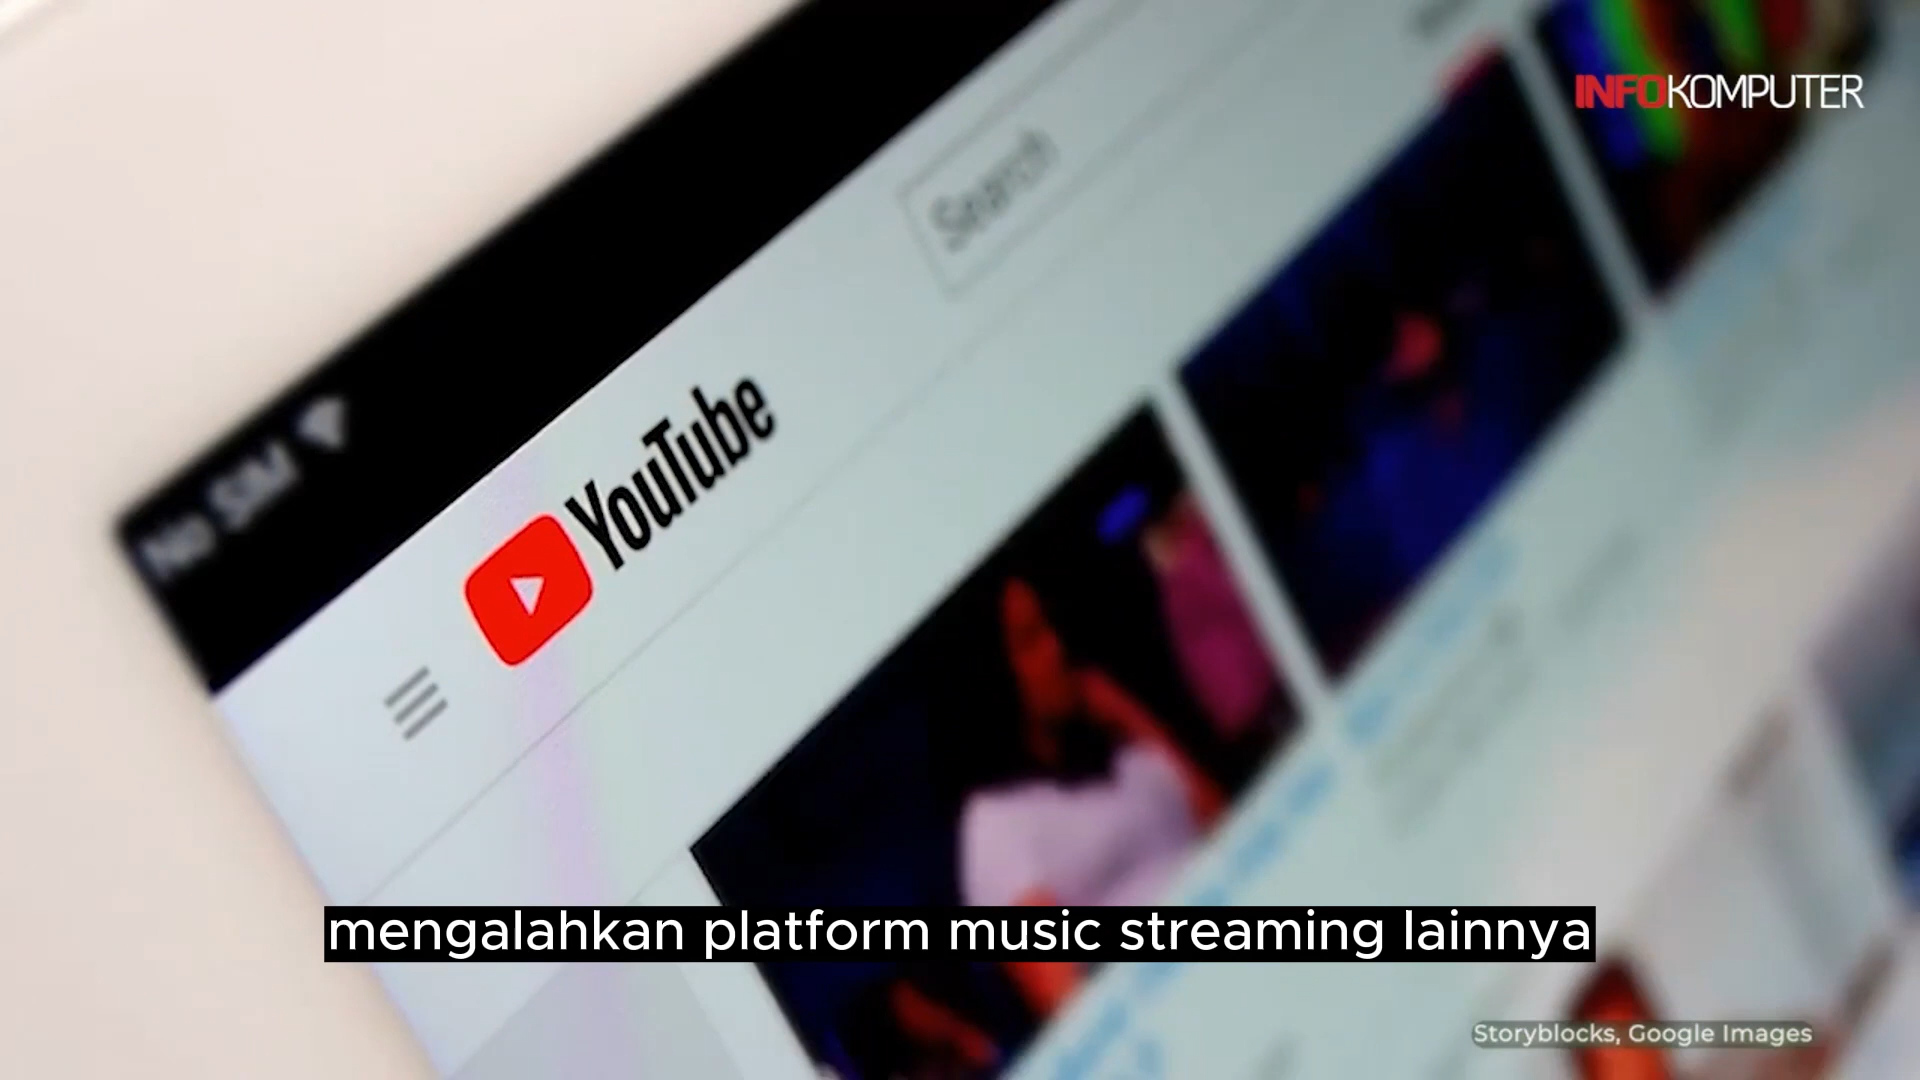 INFOKOMPUTER
Search
No SIM
YouTube
mengalahkan platform music streaming lainnya
Storyblocks, Google Images